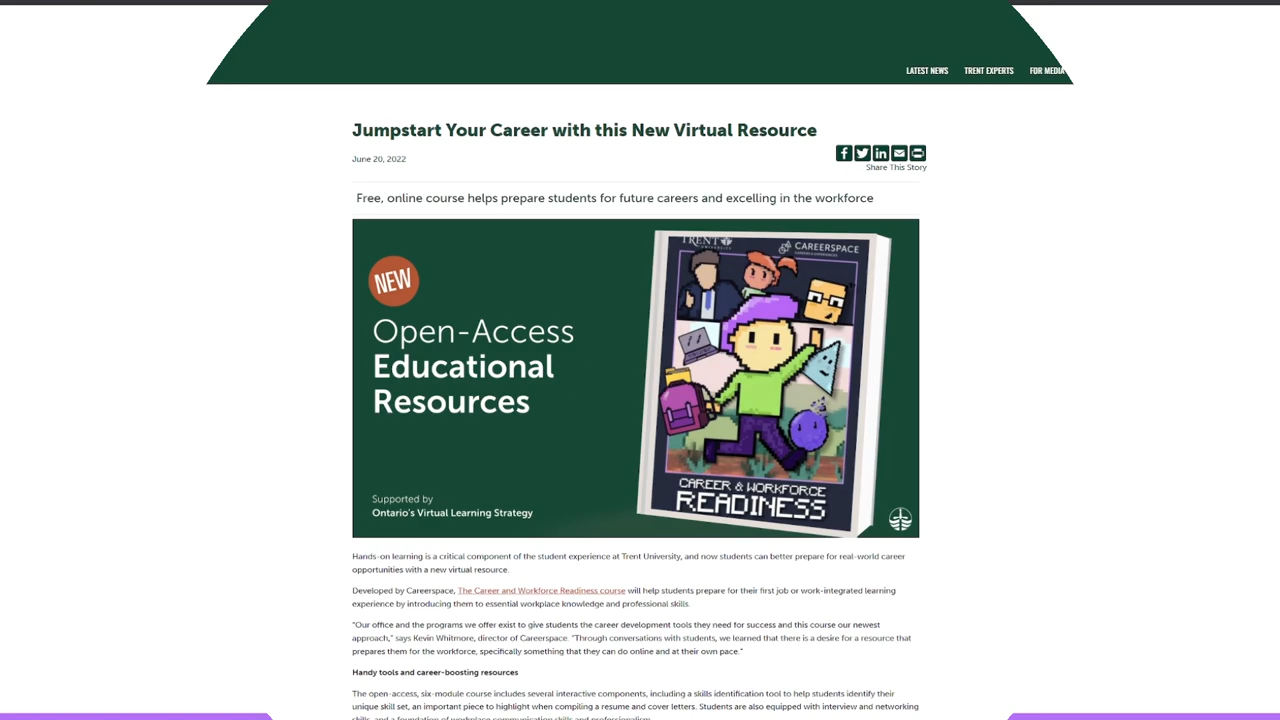 LATEST NEWS TRENT EXPERTS FOR MEDIA
Jumpstart Your Career with this New Virtual Resource
June 20, 2022
Share This Story
Free, online course helps prepare students for future careers and excelling in the workforce
NEW
Open-Access
Educational
Resources
Supported by
Ontario's Virtual Learning Strategy
TRENT
UNIVERSITY
CAREERSPACE
CAREER & WORKFORCE
READINESS
Hands-on learning is a critical component of the student experience at Trent University, and now students can better prepare for real-world career
opportunities with a new virtual resource.
Developed by Careerspace, The Career and Workforce Readiness course will help students prepare for their first job or work-integrated learning
experience by introducing them to essential workplace knowledge and professional skills.
"Our office and the programs we offer exist to give students the career development tools they need for success and this course our newest
approach," says Kevin Whitmore, director of Careerspace. "Through conversations with students, we learned that there is a desire for a resource that
prepares them for the workforce, specifically something that they can do online and at their own pace."
Handy tools and career-boosting resources
The open-access, six-module course includes several interactive components, including a skills identification tool to help students identify their
unique skill set, an important piece to highlight when compiling a resume and cover letters. Students are also equipped with interview and networking
skills, and a foundation of workplace communication skills and professionalism.